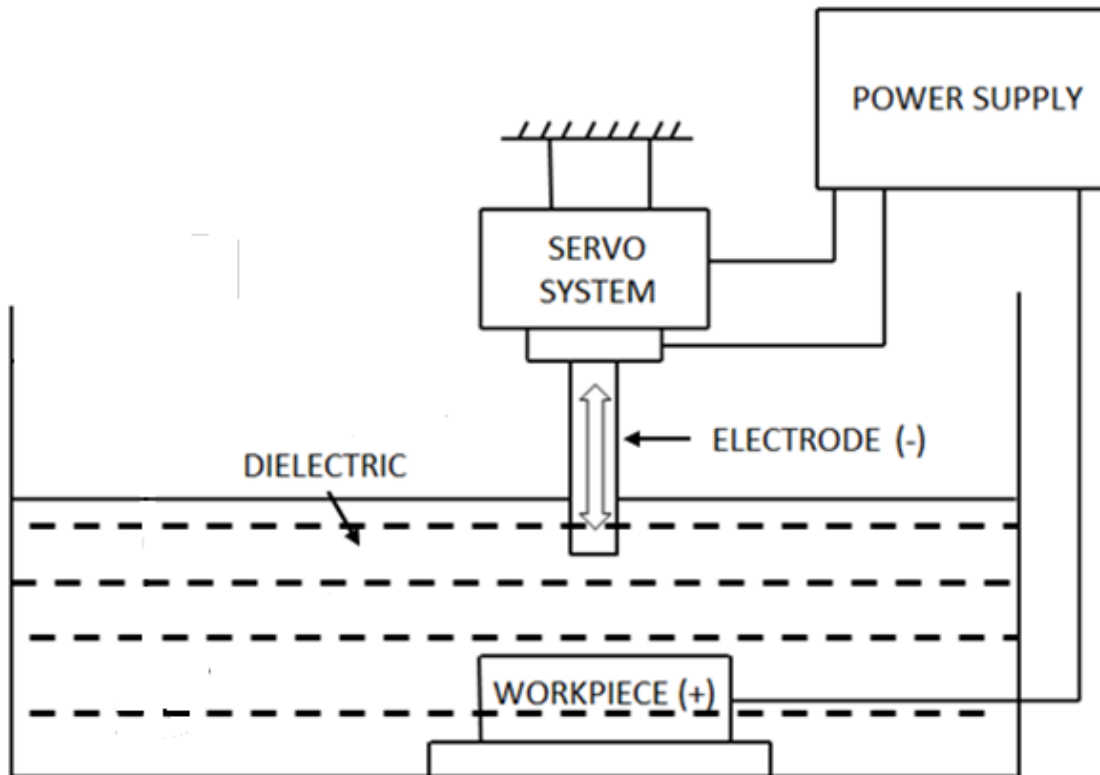 POWER SUPPLY
SERVO
SYSTEM
ELECTRODE (-)
DIELECTRIC
WORKPIECE (+)